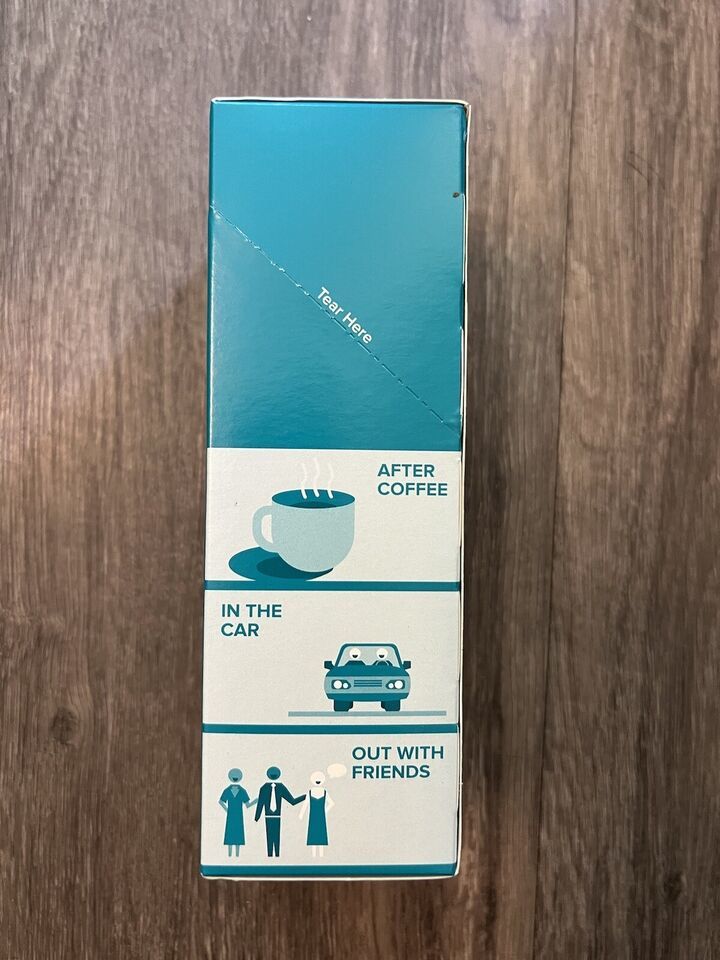 Tear Here
AFTER
COFFEE
IN THE
CAR
OUT WITH
FRIENDS